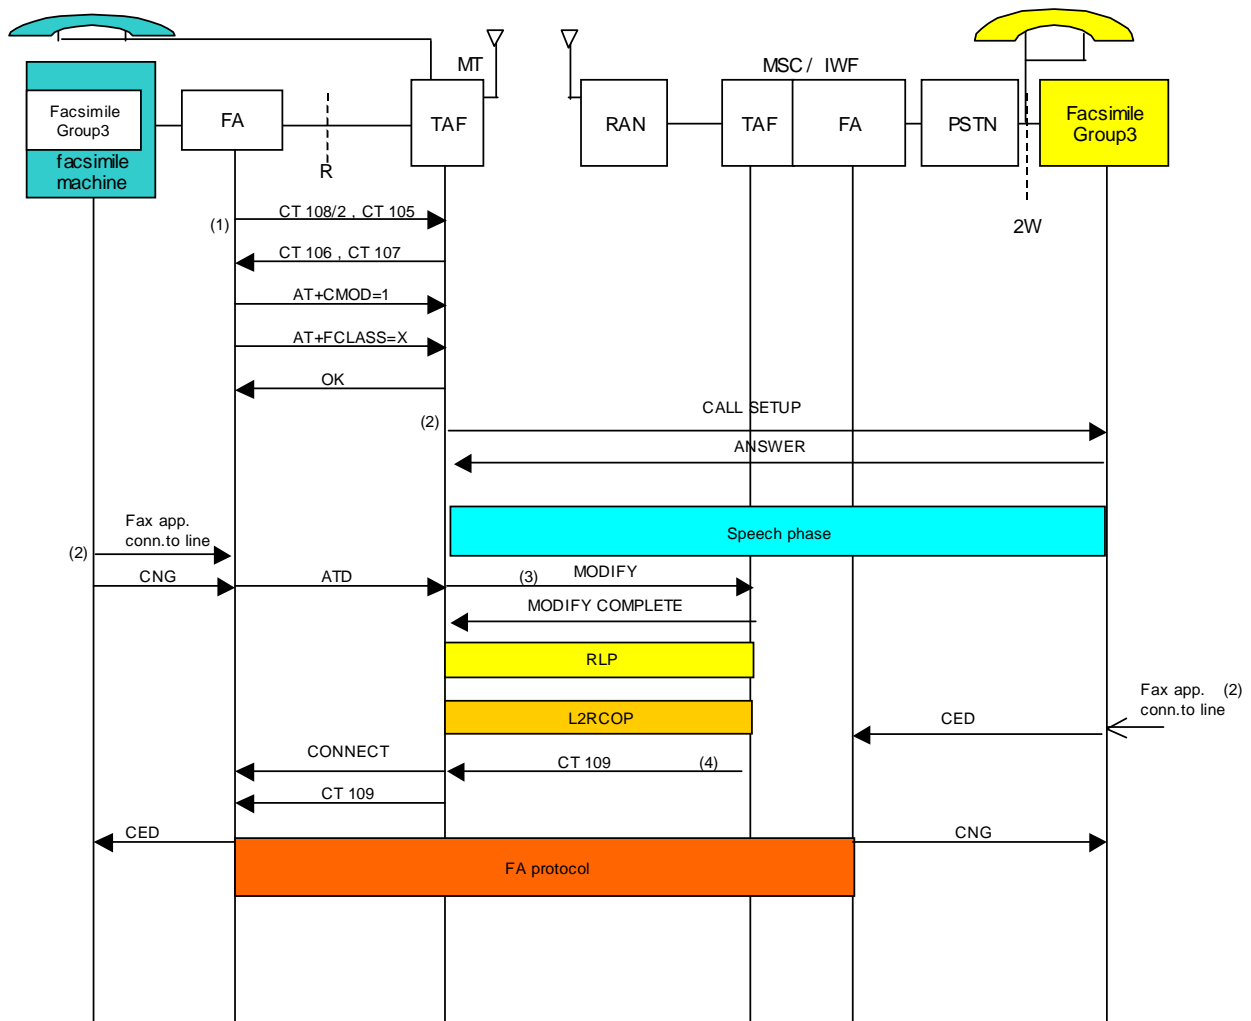 MT
MSC / IWF
Facsimile
Group3
facsimile
machine
FA
R
TAF
RAN
TAF
FA
PSTN
2W
Facsimile
Group3
(1)
CT 108/2 , CT 105
CT 106 , CT 107
AT+CMOD=1
AT+FCLASS=X
OK
(2)
CALL SETUP
ANSWER
Speech phase
Fax app.
conn.to line
(2)
CNG
ATD
(3)
MODIFY
MODIFY COMPLETE
RLP
L2RCOP
Fax app. (2)
conn.to line
CED
CONNECT
CT 109
(4)
CT 109
CED
CNG
FA protocol